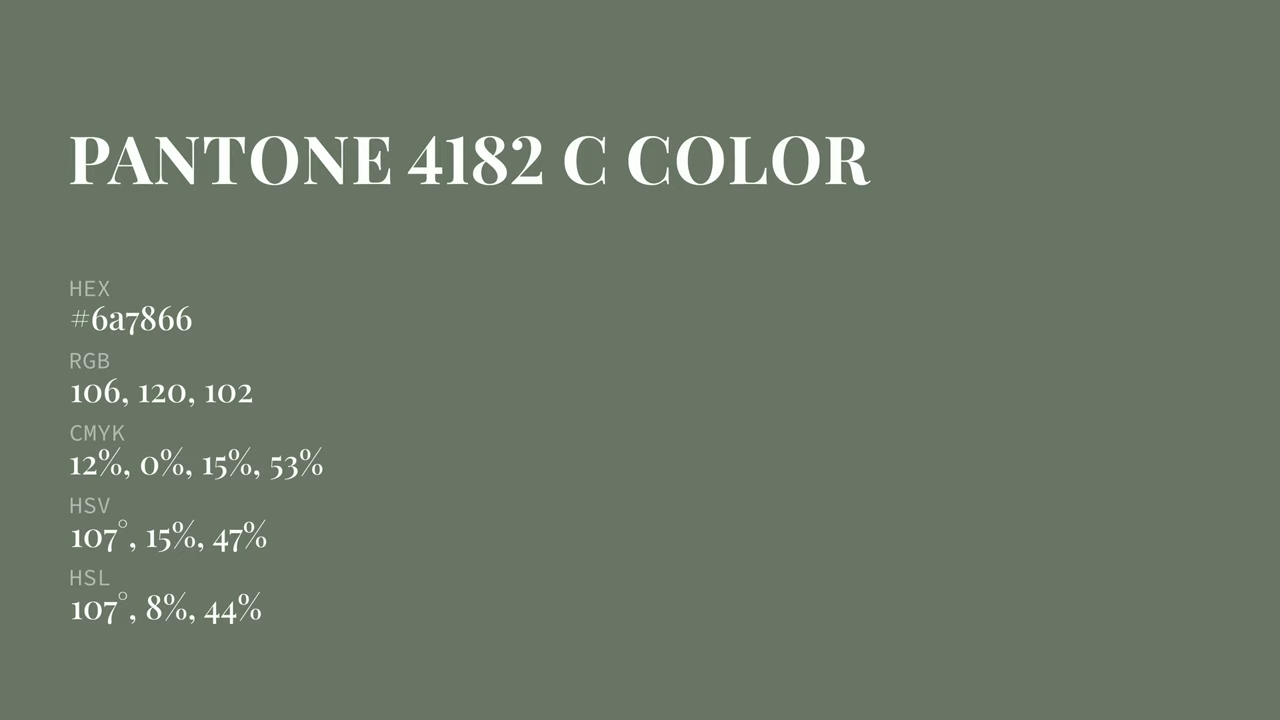 PANTONE 4182 C COLOR
HEX
#6a7866
RGB
106, 120, 102
CMYK
12%, 0%, 15%, 53%
HSV
107°, 15%, 47%
HSL
107°, 8%, 44%